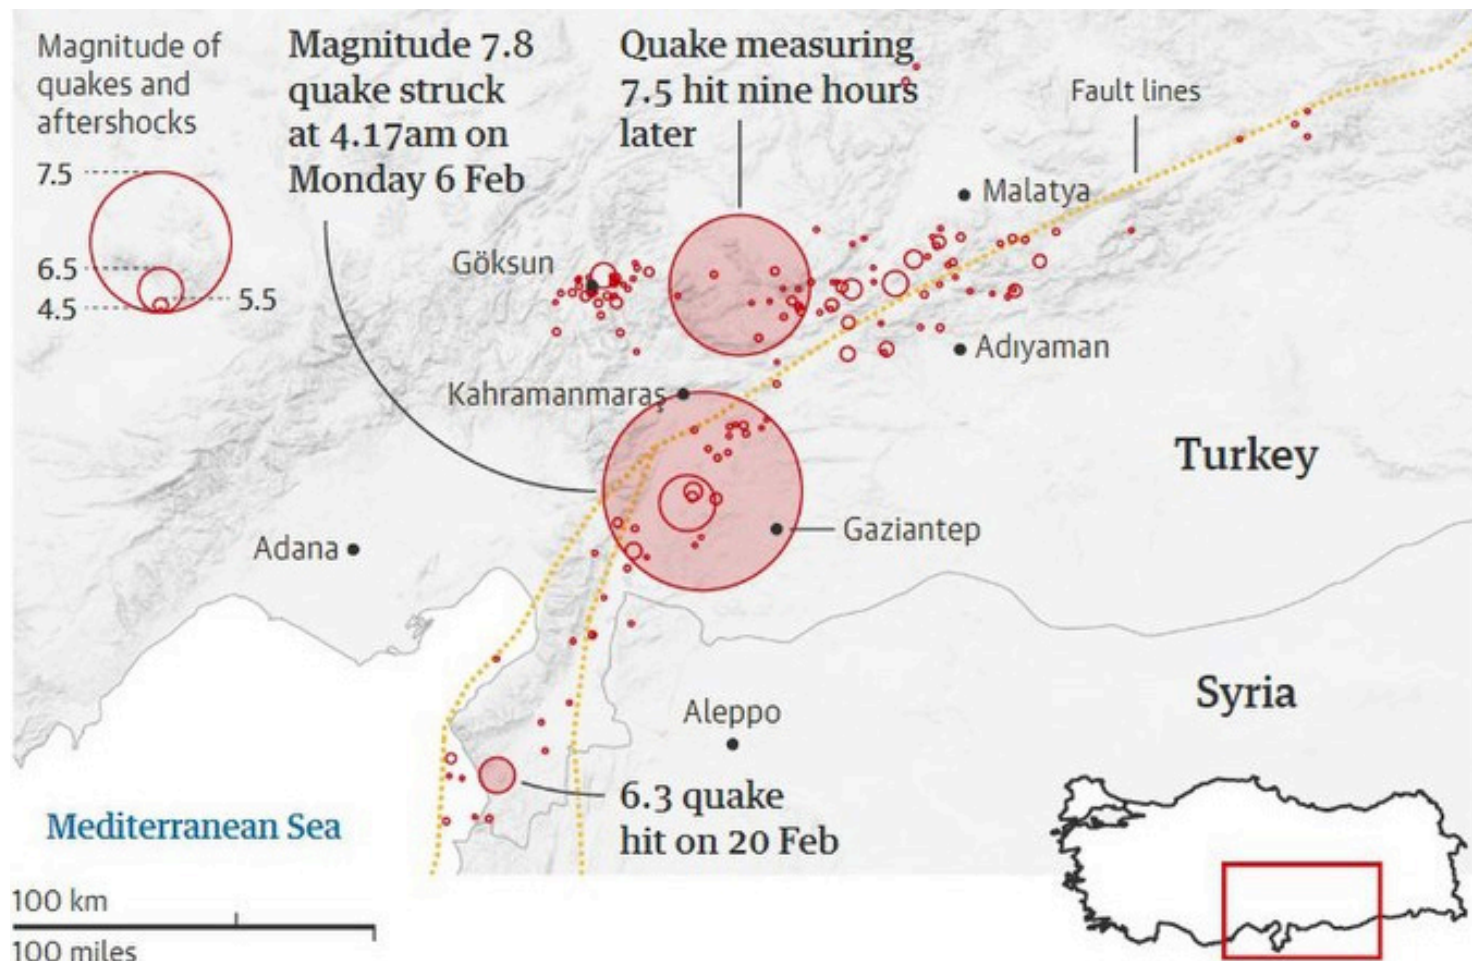 Magnitude of
quakes and
aftershocks
7.5
6.5
5.5
4.5
Magnitude 7.8
quake struck
at 4.17am on
Monday 6 Feb
Quake measuring
7.5 hit nine hours
later
Fault lines
Malatya
Göksun
Adıyaman
Kahramanmaraş
Turkey
Gaziantep
Adana
Syria
Aleppo
6.3 quake
hit on 20 Feb
Mediterranean Sea
100 km
100 miles